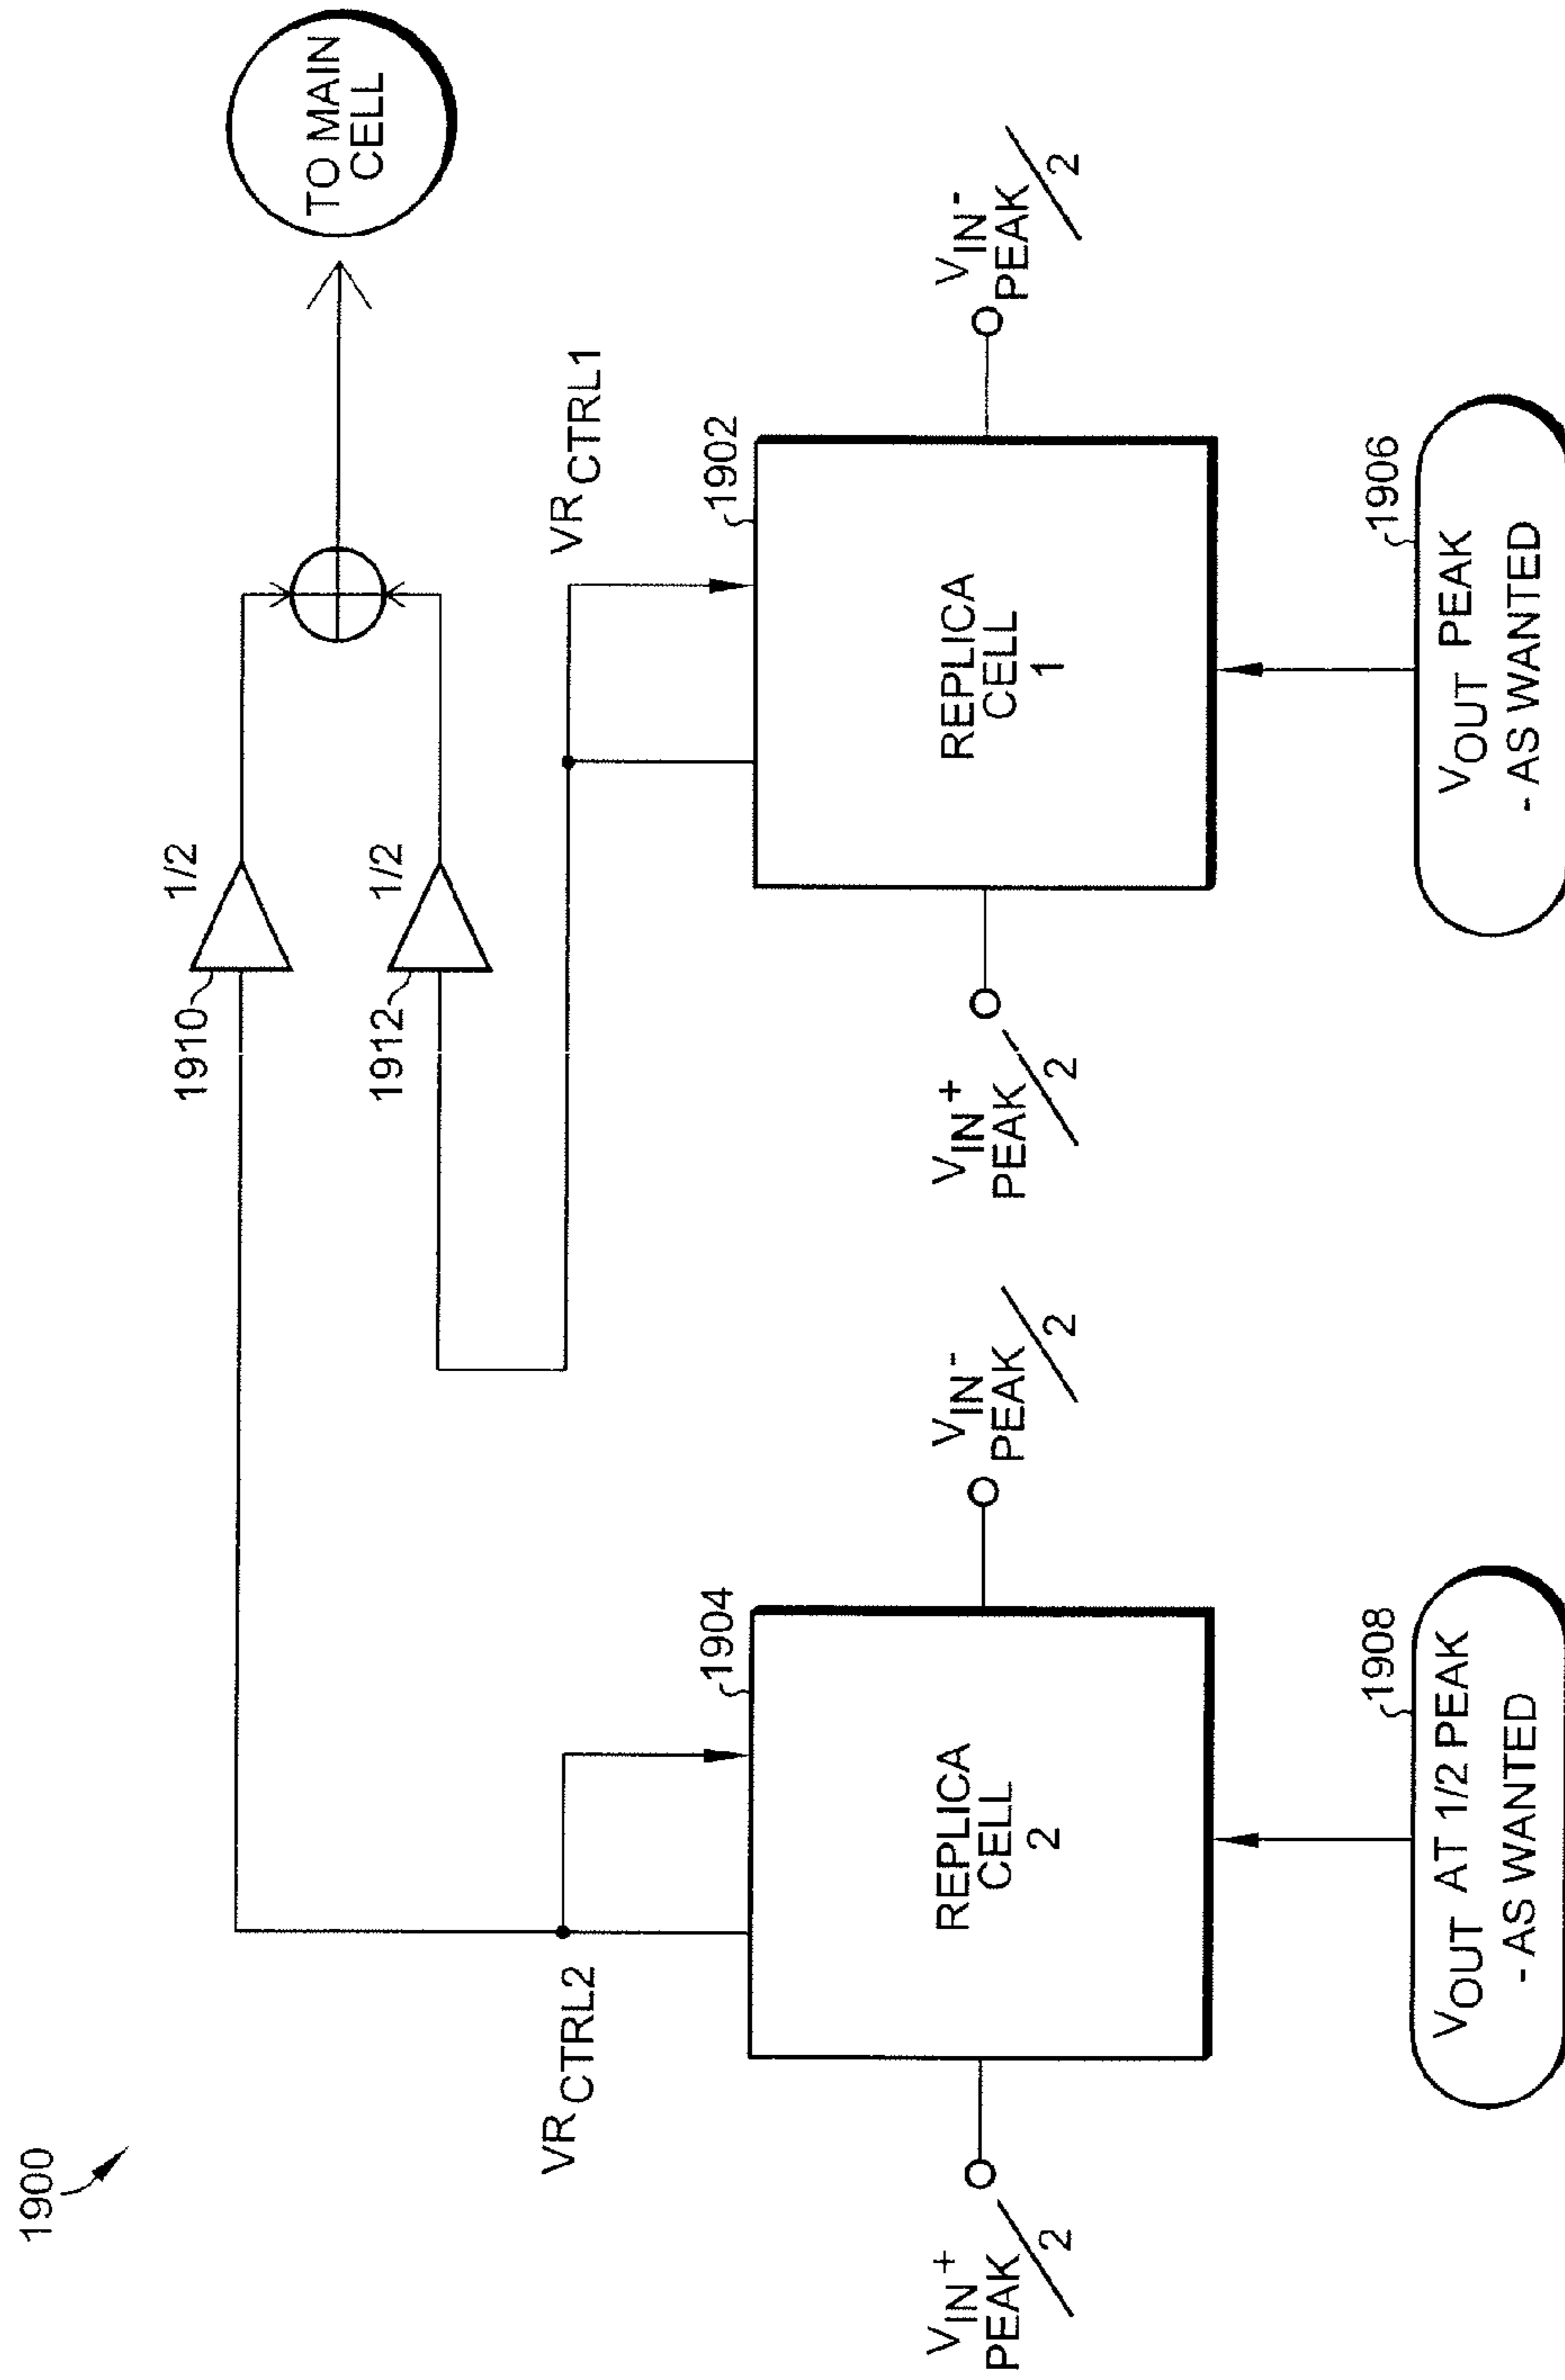 1900
TO MAIN
CELL
1910
1/2
1912
1/2
VR CTRL2
VR CTRL1
1904
1902
REPLICA
CELL
2
REPLICA
CELL
1
VIN+
PEAK/2
VIN-
PEAK/2
VIN+
PEAK/2
VIN-
PEAK/2
1908
VOUT AT 1/2 PEAK
- AS WANTED
1906
VOUT PEAK
- AS WANTED